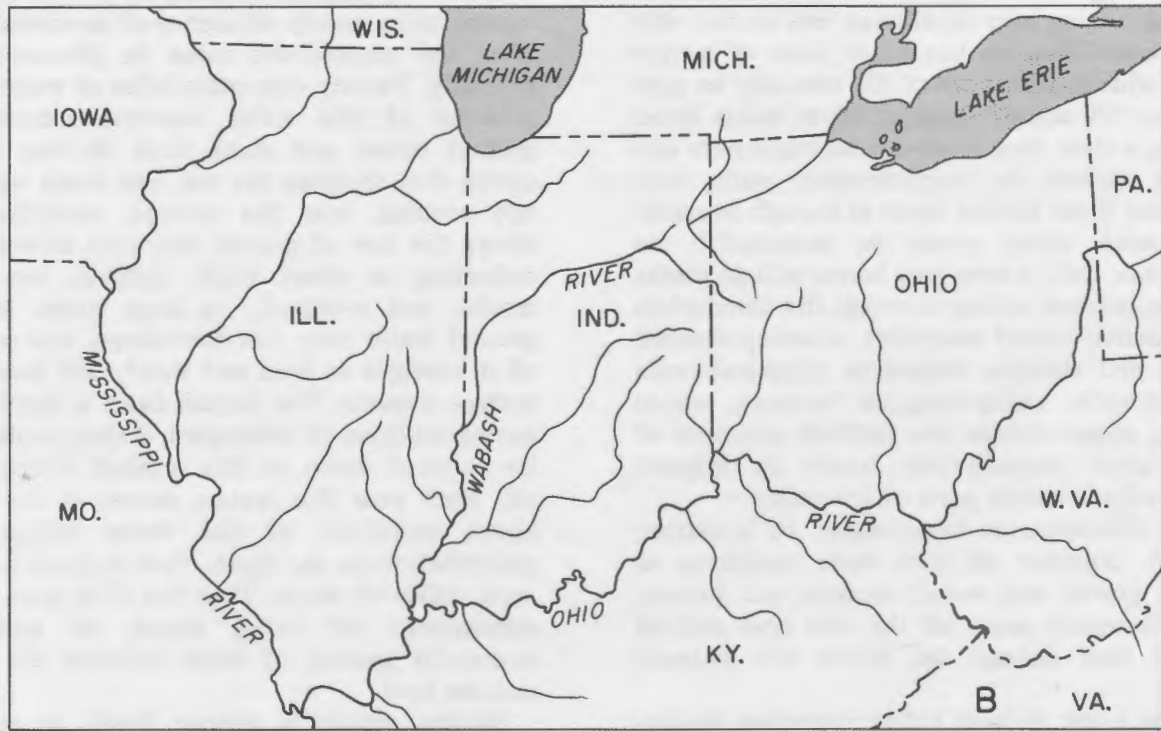 WIS.
LAKE
MICHIGAN
MICH.
LAKE ERIE
IOWA
PA.
RIVER
OHIO
ILL.
IND.
MISSISSIPPI
WABASH
MO.
W. VA.
RIVER
RIVER
OHIO
KY.
B
VA.